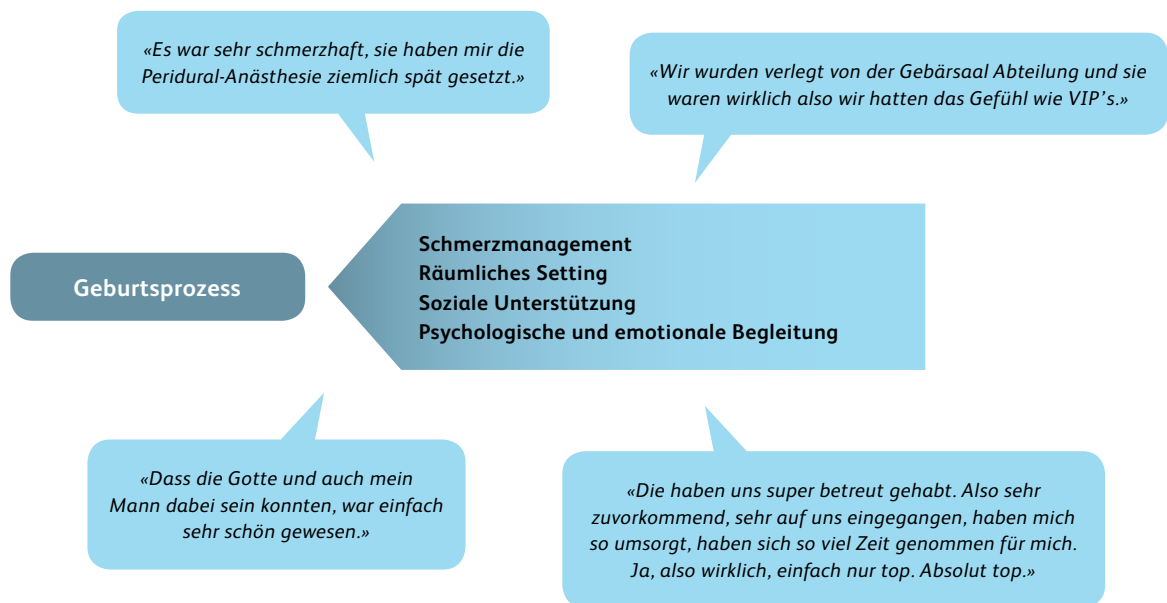 «Es war sehr schmerzhaft, sie haben mir die
Peridural-Anästhesie ziemlich spät gesetzt.»
«Wir wurden verlegt von der Gebärsaal Abteilung und sie
waren wirklich also wir hatten das Gefühl wie VIP’s.»
Geburtsprozess
Schmerzmanagement
Räumliches Setting
Soziale Unterstützung
Psychologische und emotionale Begleitung
«Dass die Gotte und auch mein
Mann dabei sein konnten, war einfach
sehr schön gewesen.»
«Die haben uns super betreut gehabt. Also sehr
zuvorkommend, sehr auf uns eingegangen, haben mich
so umsorgt, haben sich so viel Zeit genommen für mich.
Ja, also wirklich, einfach nur top. Absolut top.»